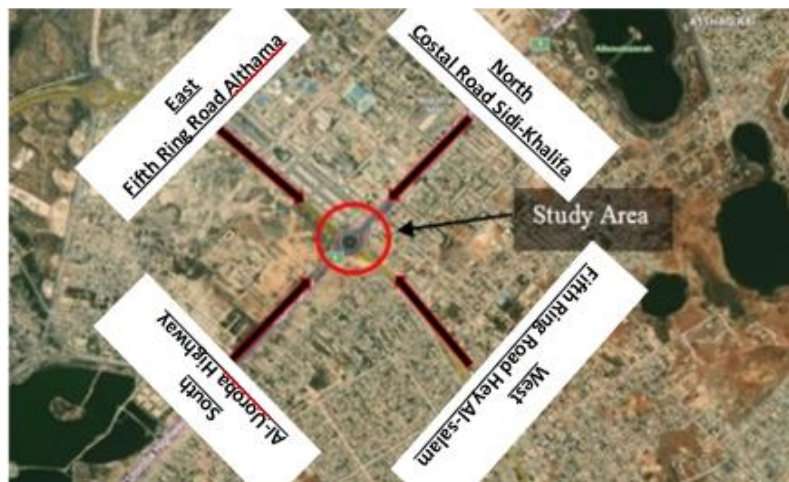 East
Fifth Ring Road Althama
North
Costal Road Sidi-Khalifa
Study Area
Al-Uoroba Highway
South
Fifth Ring Road Hey Al-salam
West